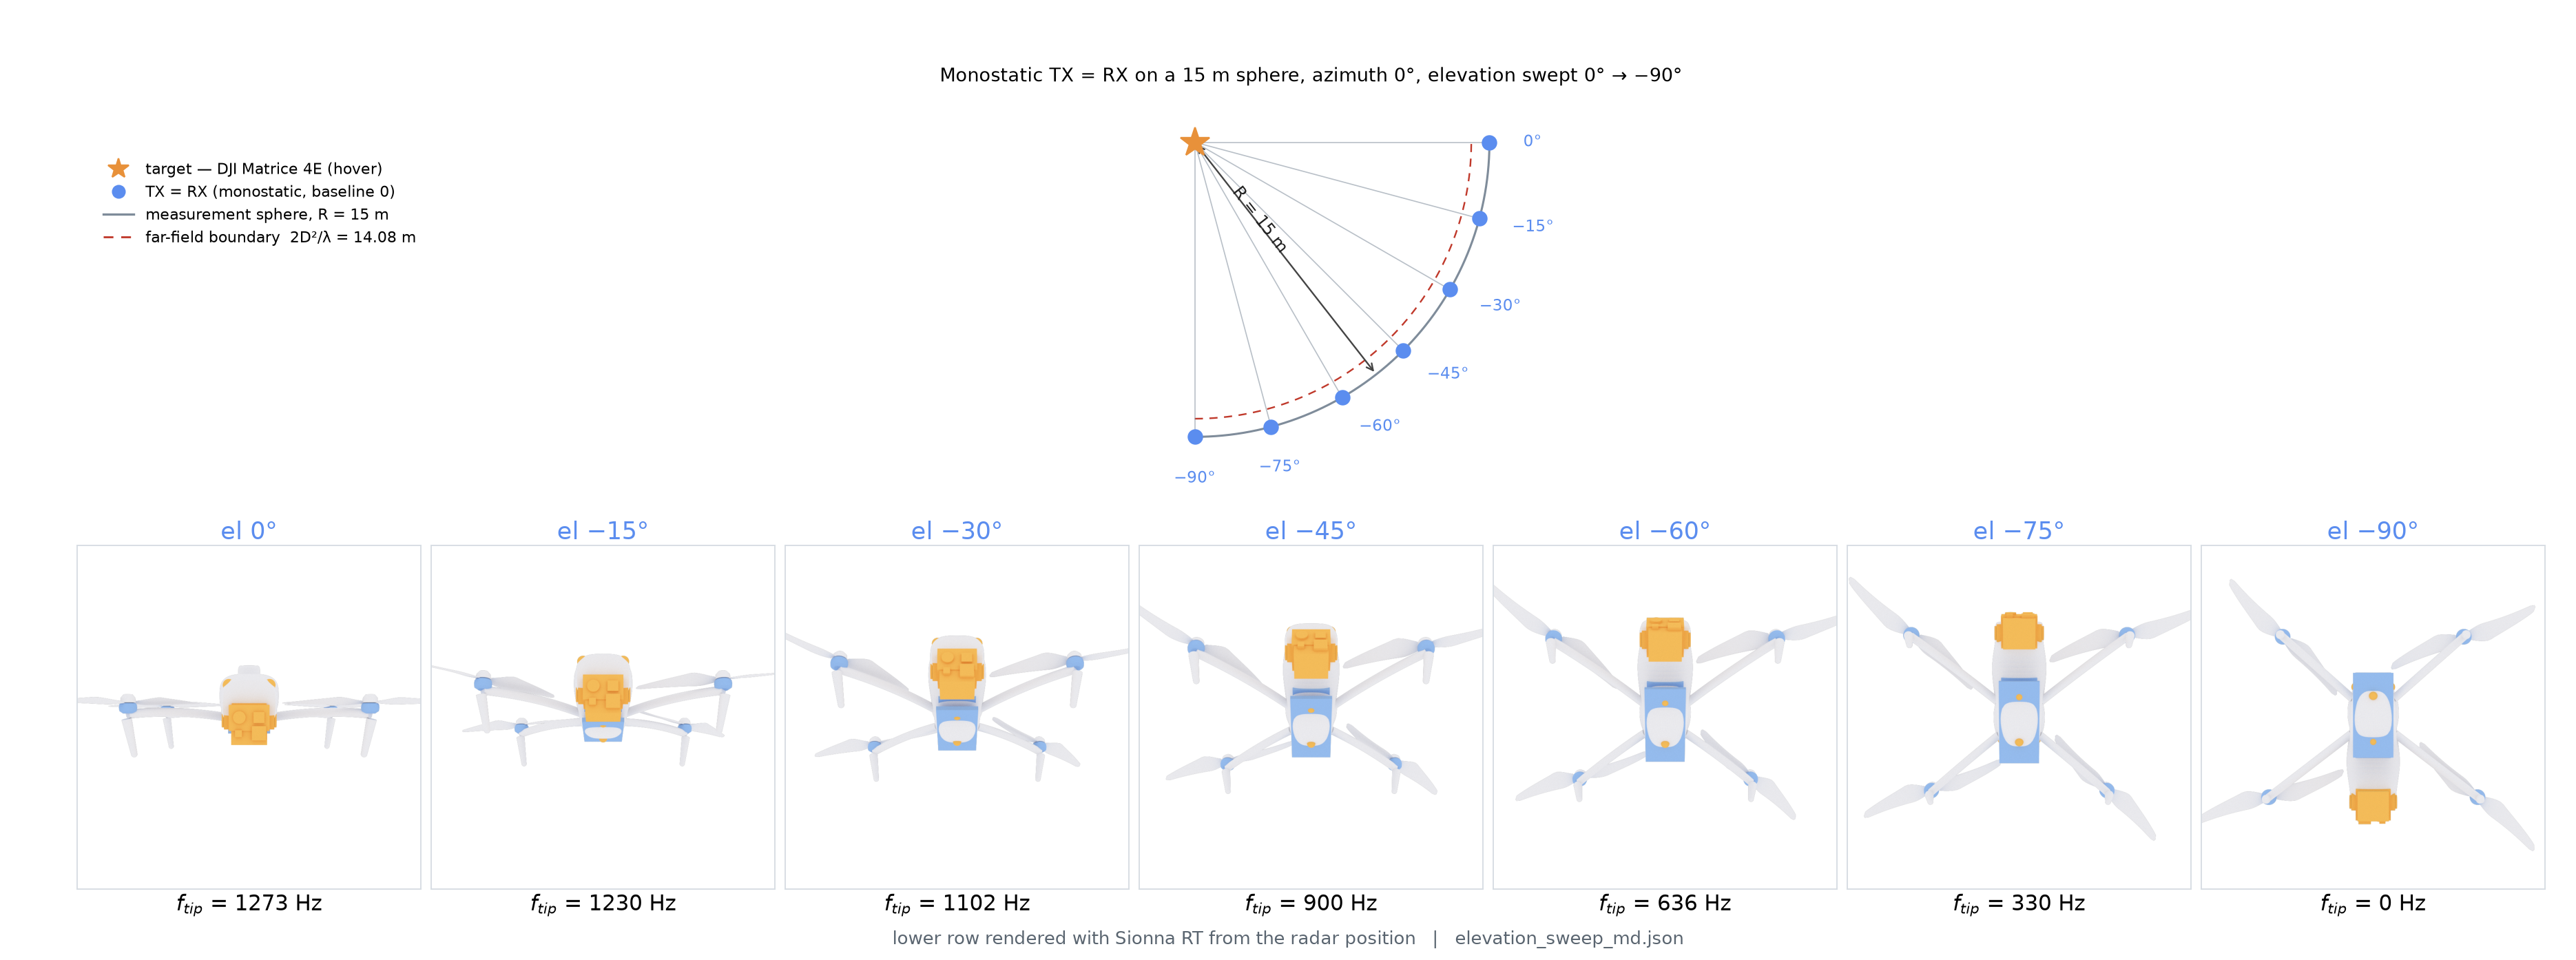 Monostatic TX = RX on a 15 m sphere, azimuth 0°, elevation swept 0° → −90°
target — DJI Matrice 4E (hover)
TX = RX (monostatic, baseline 0)
measurement sphere, R = 15 m
far-field boundary 2D²/λ = 14.08 m
R = 15 m
0°
−15°
−30°
−45°
−60°
−75°
−90°
el 0°
el −15°
el −30°
el −45°
el −60°
el −75°
el −90°
f_tip = 1273 Hz
f_tip = 1230 Hz
f_tip = 1102 Hz
f_tip = 900 Hz
f_tip = 636 Hz
f_tip = 330 Hz
f_tip = 0 Hz
lower row rendered with Sionna RT from the radar position | elevation_sweep_md.json